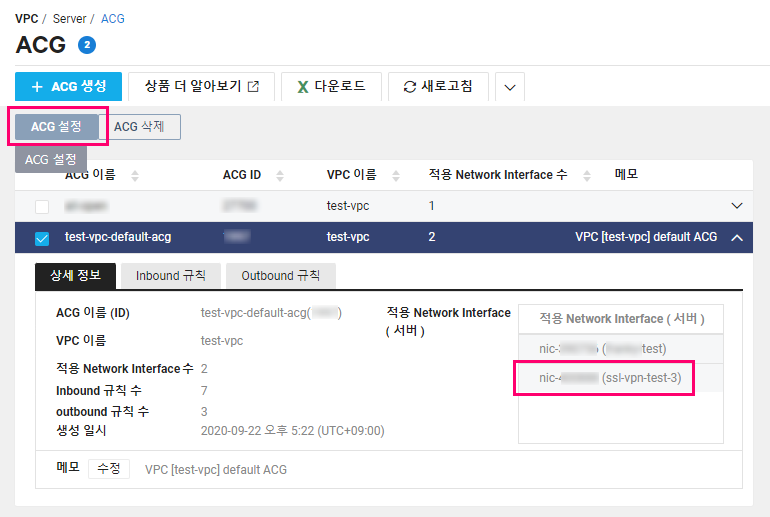 VPC / Server / ACG
ACG 2
+ ACG 생성 상품 더 알아보기 다운로드 새로고침
ACG 설정 ACG 삭제
ACG 설정
ACG 이름 ACG ID VPC 이름 적용 Network Interface 수 메모
test-vpc 1
test-vpc-default-acg test-vpc 2 VPC [test-vpc] default ACG
상세 정보 Inbound 규칙 Outbound 규칙
ACG 이름 (ID) test-vpc-default-acg( )
VPC 이름 test-vpc
적용 Network Interface 수 2
Inbound 규칙 수 7
outbound 규칙 수 3
생성 일시 2020-09-22 오후 5:22 (UTC+09:00)
적용 Network Interface
( 서버 )
적용 Network Interface ( 서버 )
nic- ( test)
nic- (ssl-vpn-test-3)
메모 수정 VPC [test-vpc] default ACG